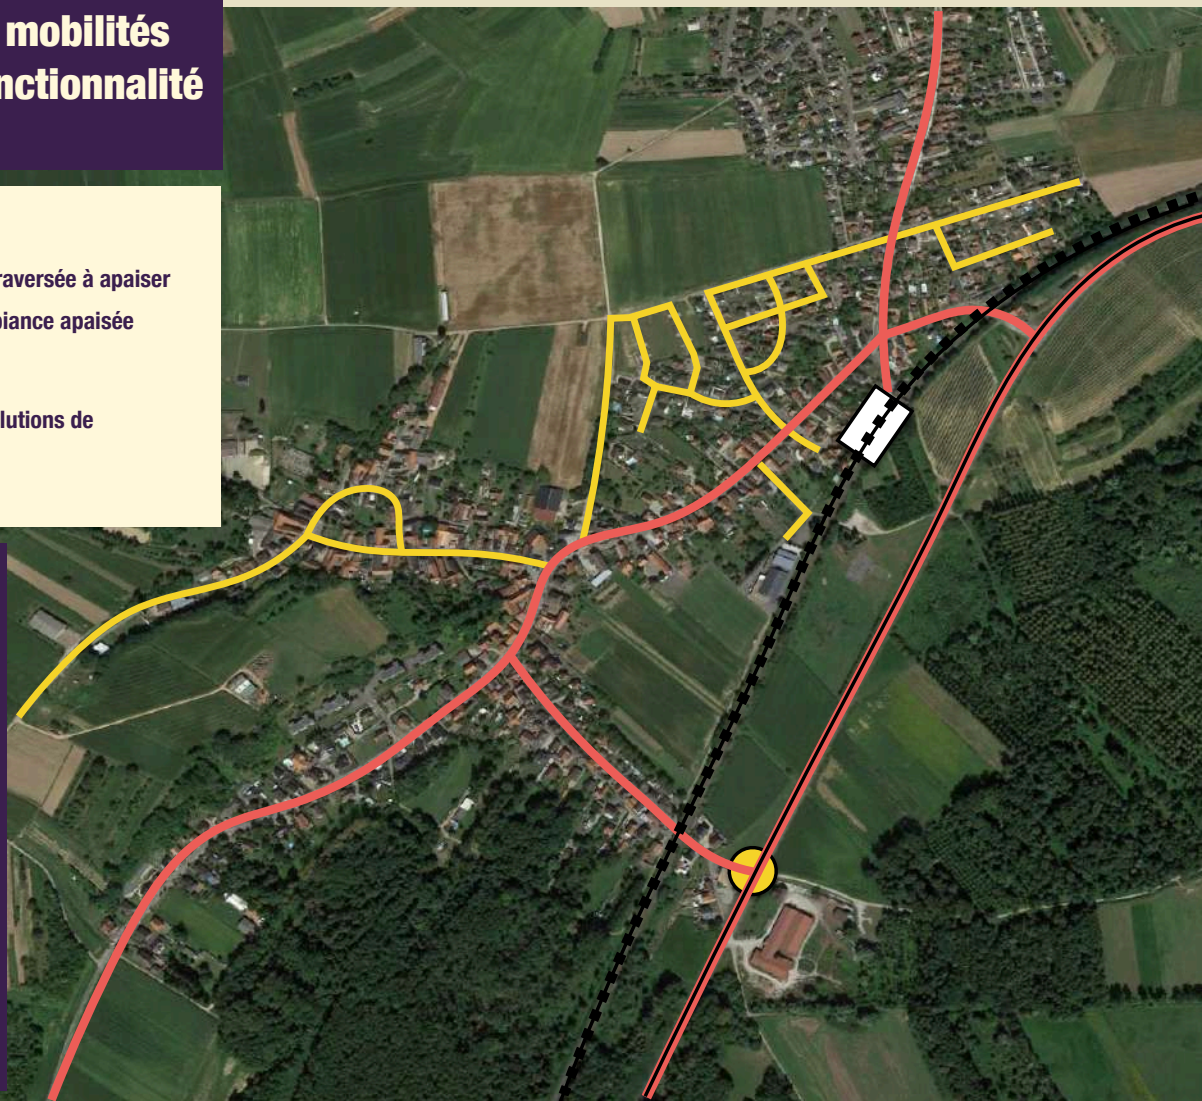 mobilités
nctionnalité
raversée à apaiser
biance apaisée
lutions de